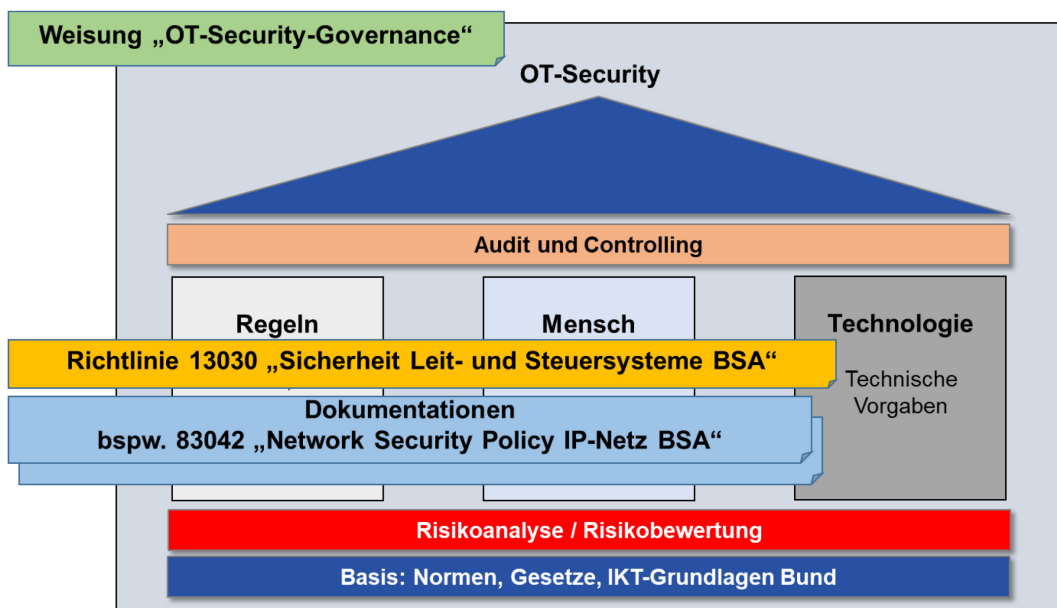 Weisung „OT-Security-Governance“
OT-Security
Audit und Controlling
Regeln
Mensch
Technologie
Richtlinie 13030 „Sicherheit Leit- und Steuersysteme BSA“
Technische
Vorgaben
Dokumentationen
bspw. 83042 „Network Security Policy IP-Netz BSA“
Risikoanalyse / Risikobewertung
Basis: Normen, Gesetze, IKT-Grundlagen Bund